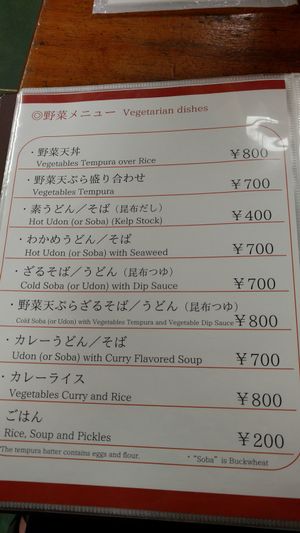 ◎野菜メニュー Vegetarian dishes
・野菜天丼 ￥800
Vegetables Tempura over Rice
・野菜天ぷら盛り合わせ ￥700
Vegetables Tempura
・素うどん／そば（昆布だし） ￥400
Hot Udon (or Soba) (Kelp Stock)
・わかめうどん／そば ￥700
Hot Udon (or Soba) with Seaweed
・ざるそば／うどん（昆布つゆ） ￥700
Cold Soba (or Udon) with Dip Sauce
・野菜天ぷらざるそば／うどん（昆布つゆ） ￥800
Cold Soba (or Udon) with Vegetables Tempura and Vegetable Dip Sauce
・カレーうどん／そば ￥700
Udon (or Soba) with Curry Flavored Soup
・カレーライス ￥800
Vegetables Curry and Rice
ごはん ￥200
Rice, Soup and Pickles
*The tempura batter contains eggs and flour.
・"Soba" is Buckwheat